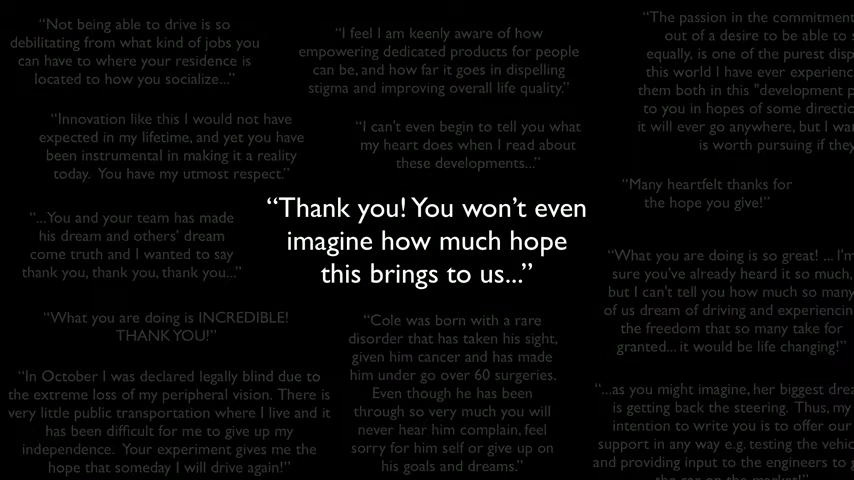 “Not being able to drive is so
debilitating from what kind of jobs you
can have to where your residence is
located to how you socialize...”
“I feel I am keenly aware of how
empowering dedicated products for people
can be, and how far it goes in dispelling
stigma and improving overall life quality.”
“The passion in the commitment
out of a desire to be able to
equally, is one of the purest
this world I have ever
them both in this "development
to you in hopes of some
it will ever go anywhere, but I
is worth pursuing if they
“Innovation like this I would not have
expected in my lifetime, and yet you have
been instrumental in making it a reality
today. You have my utmost respect.”
“I can't even begin to tell you what
my heart does when I read about
these developments...”
“Many heartfelt thanks for
the hope you give!”
“Thank you! You won’t even
imagine how much hope
this brings to us...”
“...You and your team has made
his dream and others’ dream
come truth and I wanted to say
thank you, thank you, thank you...”
“What you are doing is so great! ... I'm
sure you’ve already heard it so much,
but I can't tell you how much so many
of us dream of driving and
the freedom that so many take for
granted... it would be life changing!”
“What you are doing is INCREDIBLE!
THANK YOU!”
“Cole was born with a rare
disorder that has taken his sight,
given him cancer and has made
him under go over 60 surgeries.
Even though he has been
through so very much you will
never hear him complain, feel
sorry for him self or give up on
his goals and dreams.”
“In October I was declared legally blind due to
the extreme loss of my peripheral vision. There is
very little public transportation where I live and it
has been difficult for me to give up my
independence. Your experiment gives me the
hope that someday I will drive again!”
“...as you might imagine, her biggest
is getting back the steering. Thus, my
intention to write you is to offer our
support in any way e.g. testing the
and providing input to the engineers to
the car on the market!”